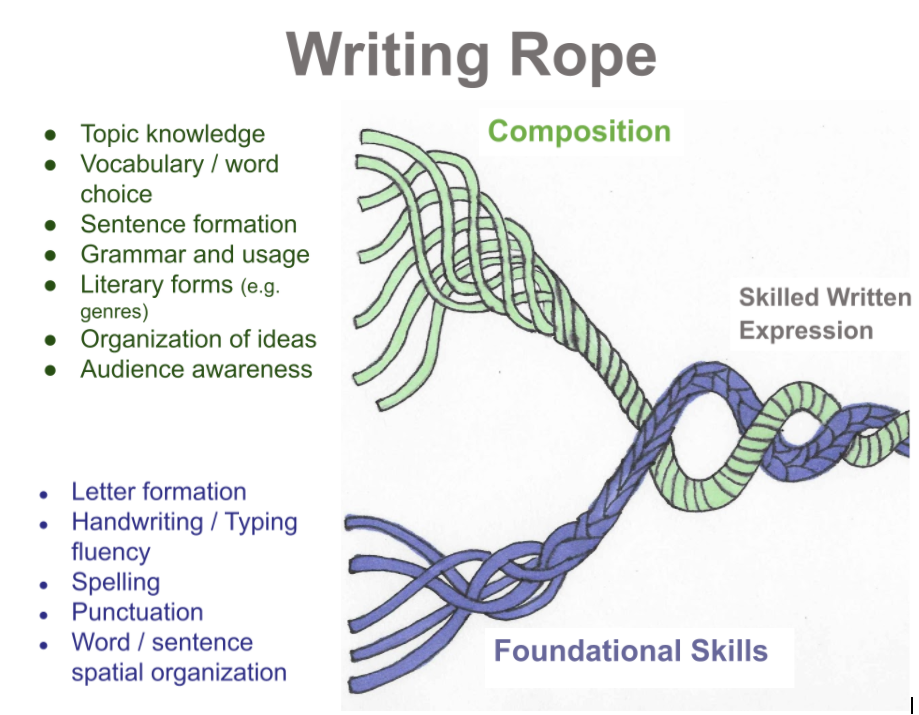 Writing Rope
● Topic knowledge
● Vocabulary / word
choice
● Sentence formation
● Grammar and usage
● Literary forms (e.g.
genres)
● Organization of ideas
● Audience awareness
Composition
Skilled Written
Expression
● Letter formation
● Handwriting / Typing
fluency
● Spelling
● Punctuation
● Word / sentence
spatial organization
Foundational Skills